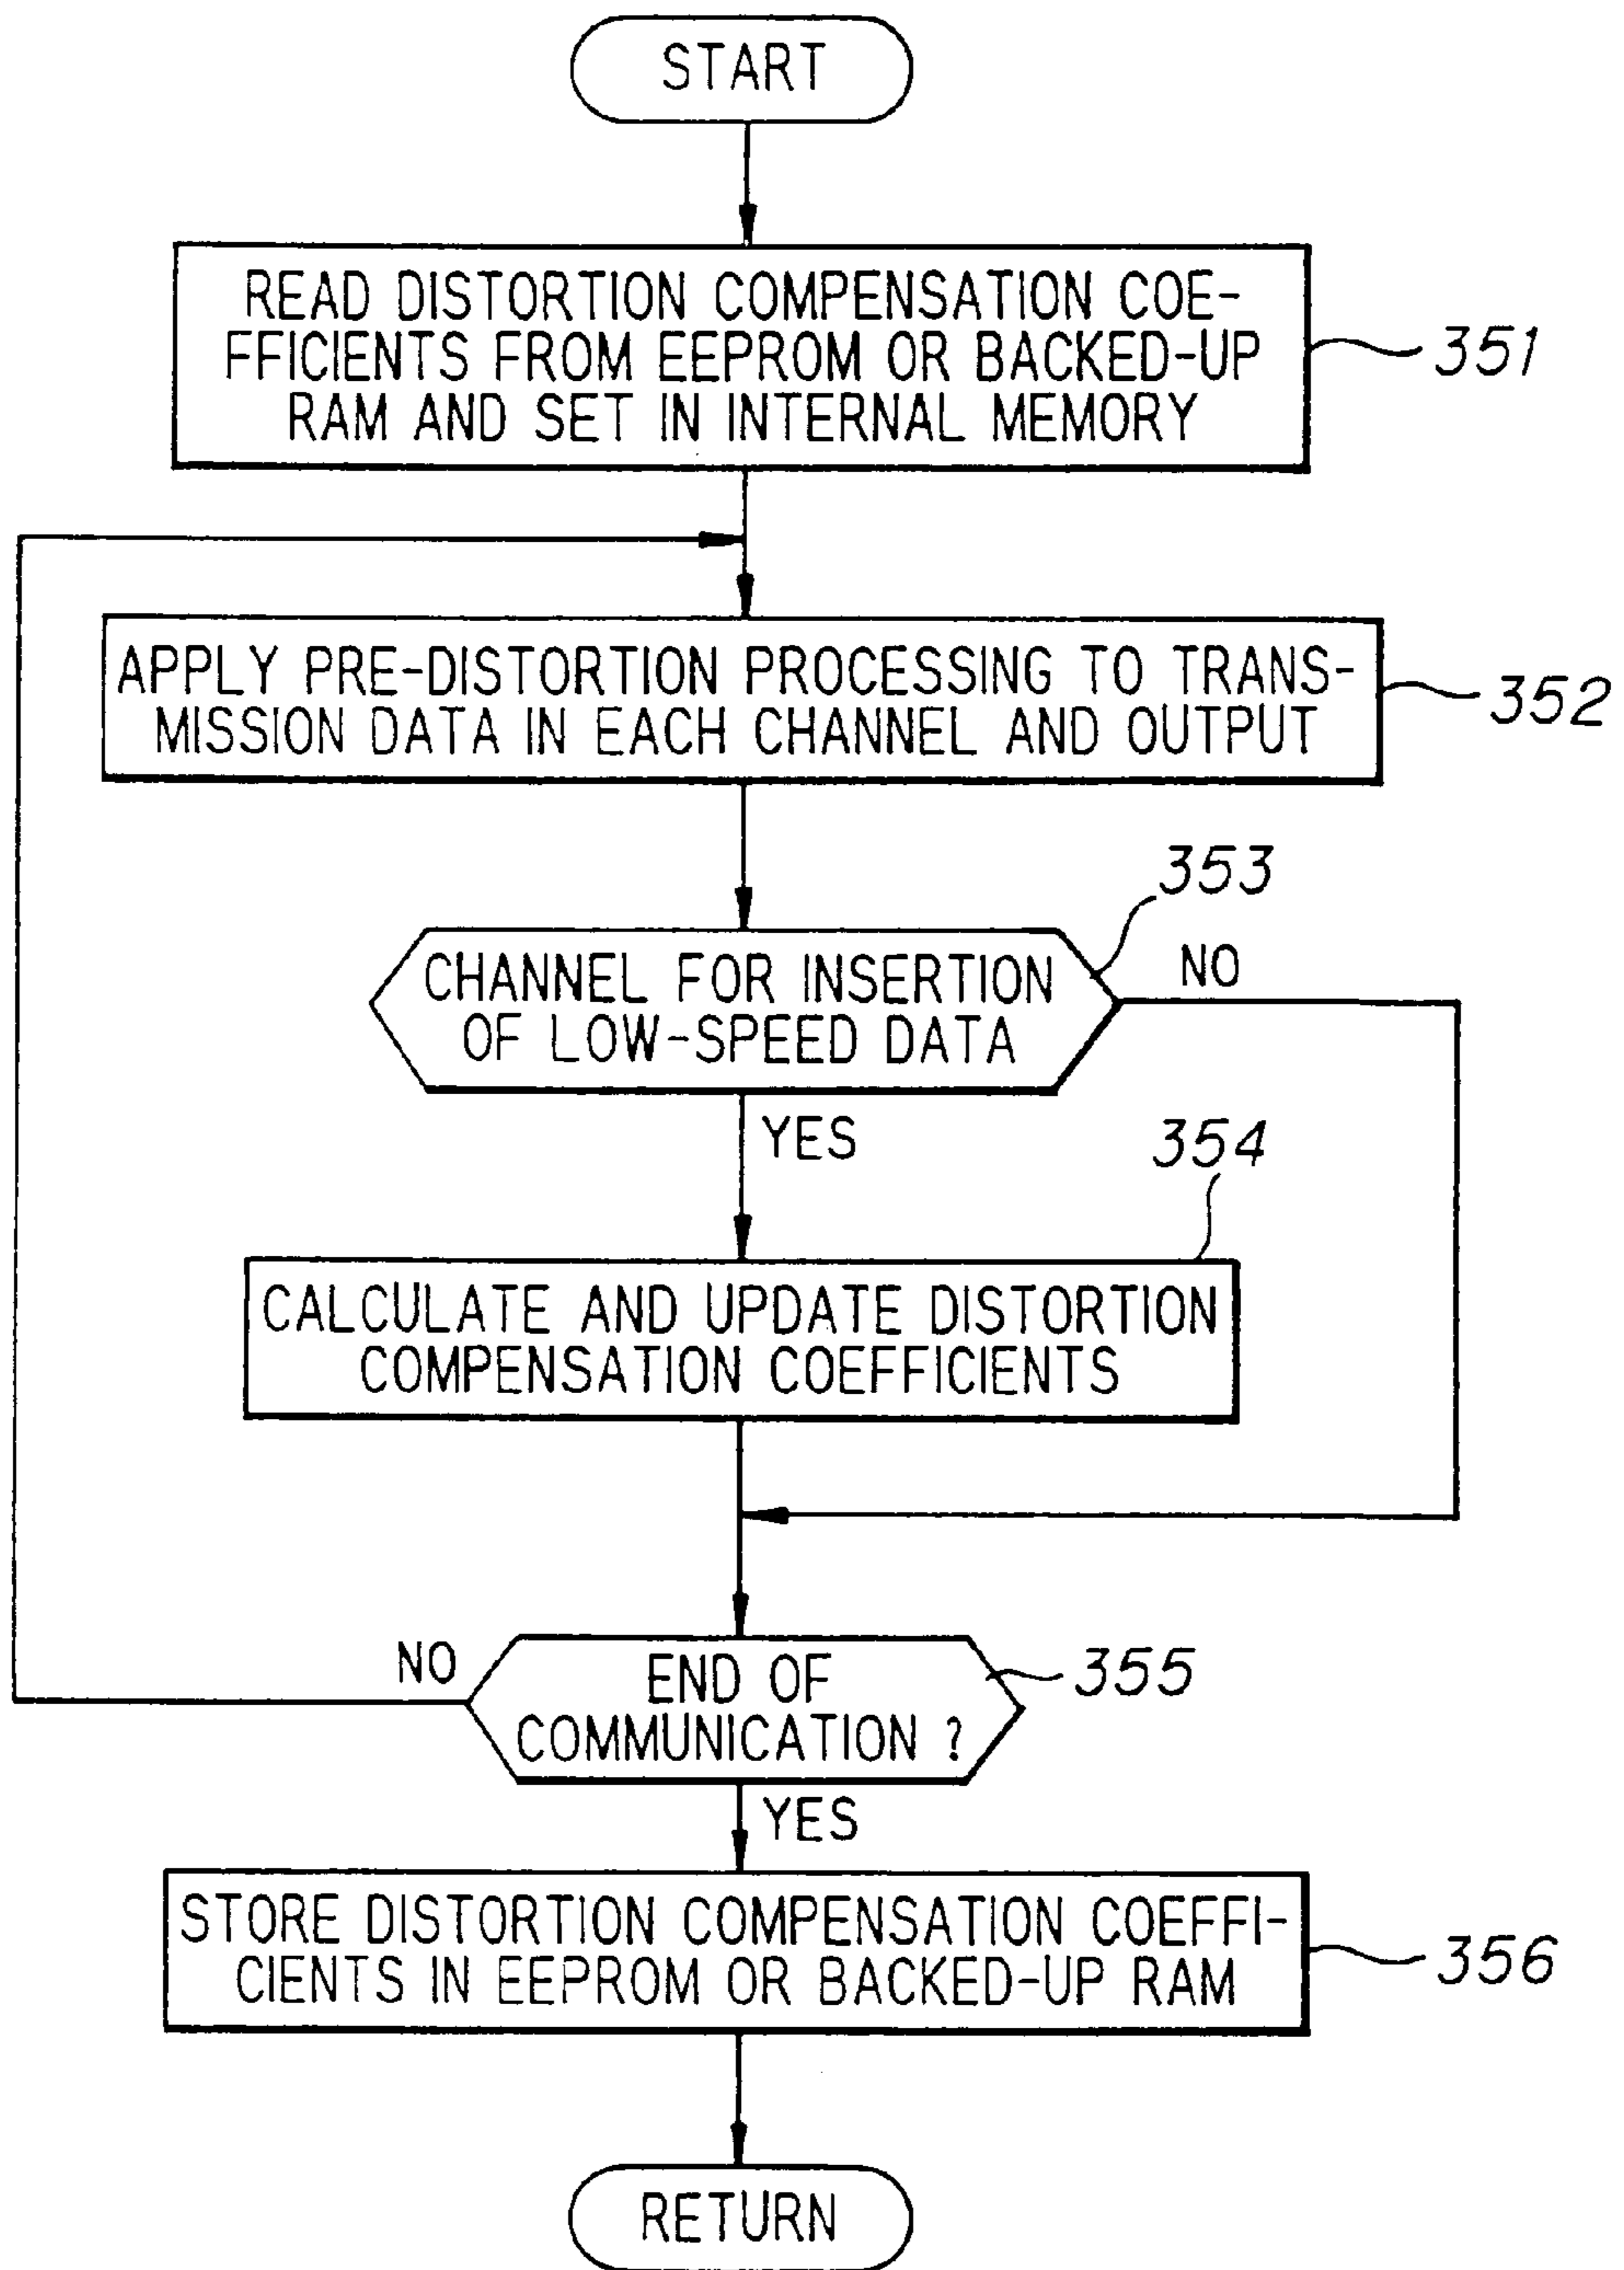 START
READ DISTORTION COMPENSATION COE-
FFICIENTS FROM EEPROM OR BACKED-UP
RAM AND SET IN INTERNAL MEMORY
351
APPLY PRE-DISTORTION PROCESSING TO TRANS-
MISSION DATA IN EACH CHANNEL AND OUTPUT
352
353
CHANNEL FOR INSERTION
OF LOW-SPEED DATA
NO
YES
354
CALCULATE AND UPDATE DISTORTION
COMPENSATION COEFFICIENTS
NO
END OF
COMMUNICATION ?
355
YES
STORE DISTORTION COMPENSATION COEFFI-
CIENTS IN EEPROM OR BACKED-UP RAM
356
RETURN